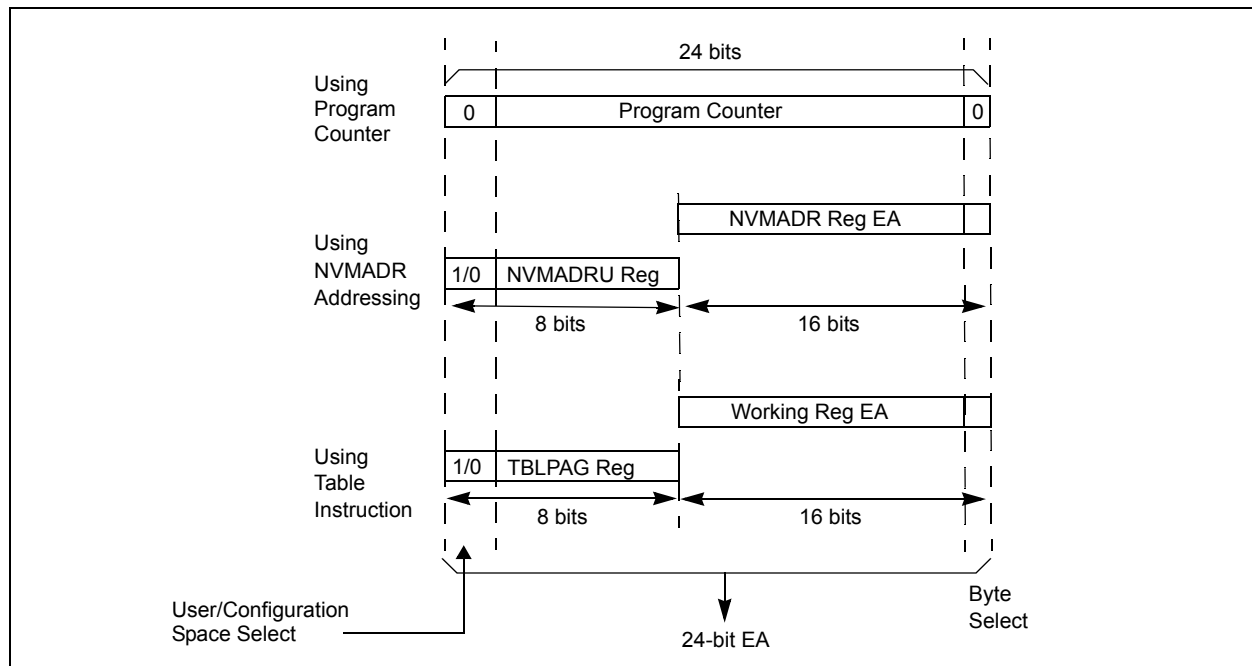 24 bits
Using
Program
Counter
0
Program Counter
0
NVMADR Reg EA
Using
NVMADR
Addressing
1/0
NVMADRU Reg
8 bits
16 bits
Working Reg EA
Using
Table
Instruction
1/0
TBLPAG Reg
8 bits
16 bits
User/Configuration
Space Select
24-bit EA
Byte
Select